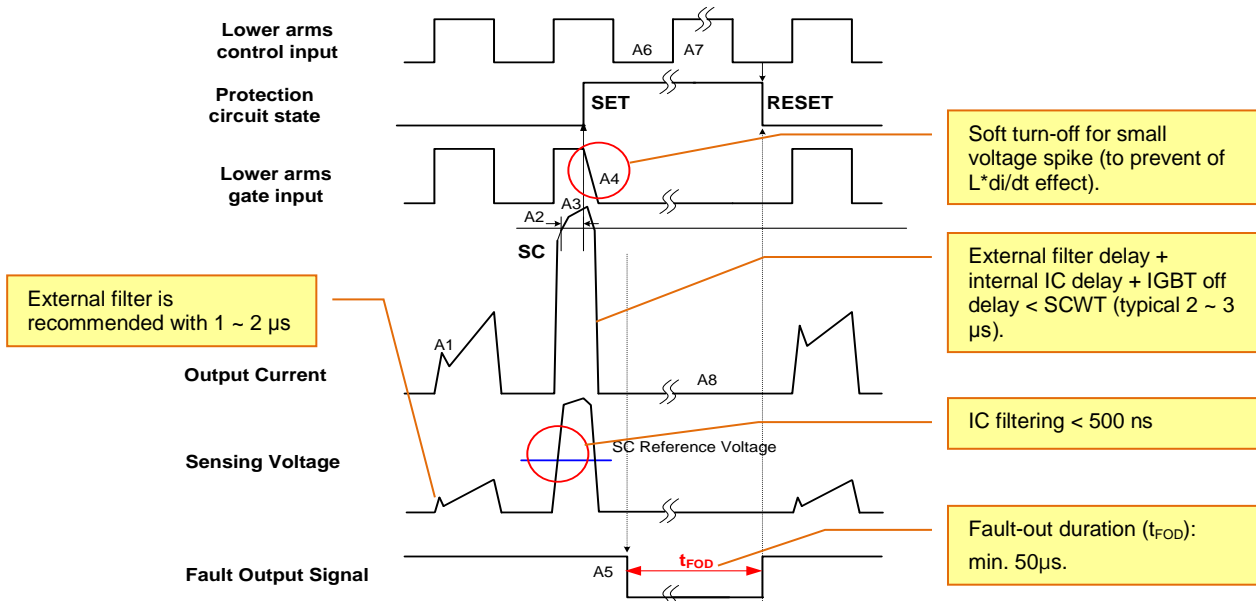 Lower arms
control input
A6
A7
Protection
circuit state
SET
RESET
Soft turn-off for small
voltage spike (to prevent of
L*di/dt effect).
Lower arms
gate input
A4
A2
A3
SC
External filter delay +
internal IC delay + IGBT off
delay < SCWT (typical 2 ~ 3
µs).
External filter is
recommended with 1 ~ 2 µs
A1
Output Current
A8
IC filtering < 500 ns
SC Reference Voltage
Sensing Voltage
Fault-out duration (tFOD):
min. 50µs.
Fault Output Signal
A5
tFOD